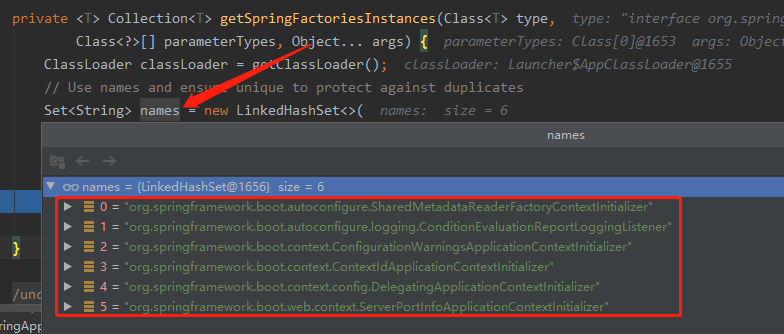 private <T> Collection<T> getSpringFactoriesInstances(Class<T> type, type: "interface org.spring
Class<?>[] parameterTypes, Object... args) { parameterTypes: Class[0]@1653 args: Object
ClassLoader classLoader = getClassLoader(); classLoader: Launcher$AppClassLoader@1655
// Use names and ensure unique to protect against duplicates
Set<String> names = new LinkedHashSet<>( names: size = 6
names
names = {LinkedHashSet@1656} size = 6
0 = "org.springframework.boot.autoconfigure.SharedMetadataReaderFactoryContextInitializer"
1 = "org.springframework.boot.autoconfigure.logging.ConditionEvaluationReportLoggingListener"
2 = "org.springframework.boot.context.ConfigurationWarningsApplicationContextInitializer"
3 = "org.springframework.boot.context.ContextIdApplicationContextInitializer"
4 = "org.springframework.boot.context.config.DelegatingApplicationContextInitializer"
}
5 = "org.springframework.boot.web.context.ServerPortInfoApplicationContextInitializer"
/unc
ringApp